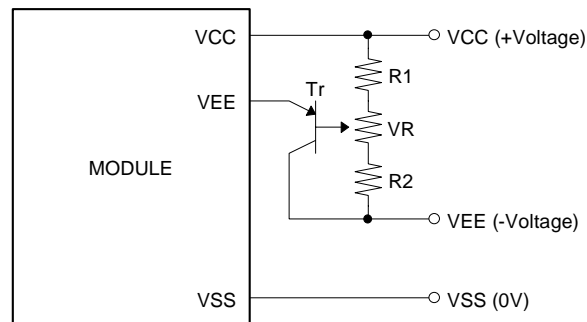 VCC
VCC (+Voltage)
R1
Tr
VEE
VR
MODULE
R2
VEE (-Voltage)
VSS
VSS (0V)